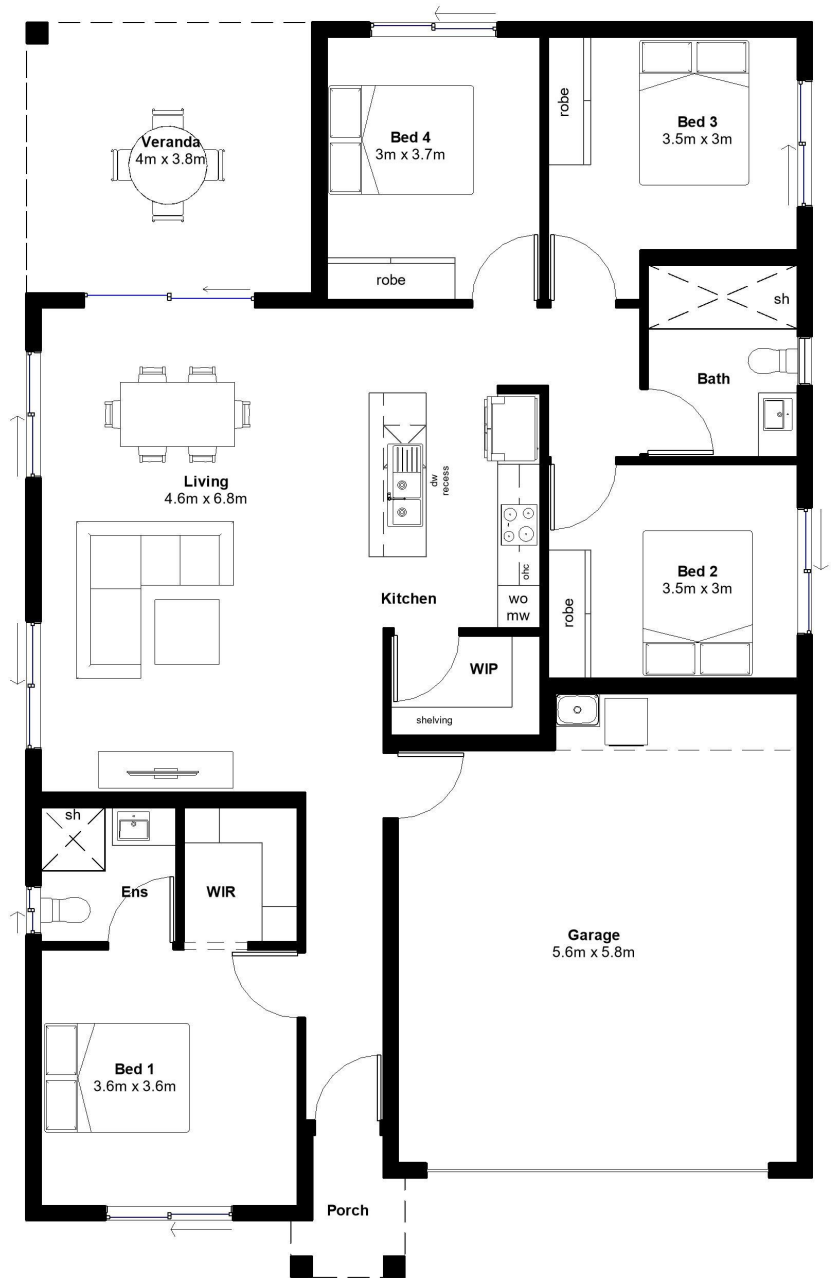 Veranda
4m x 3.8m
Bed 4
3m x 3.7m
robe
robe
Bed 3
3.5m x 3m
sh
Bath
Living
4.6m x 6.8m
dw
recess
Kitchen
ohc
wo
mw
robe
Bed 2
3.5m x 3m
WIP
shelving
sh
Ens
WIR
Garage
5.6m x 5.8m
Bed 1
3.6m x 3.6m
Porch